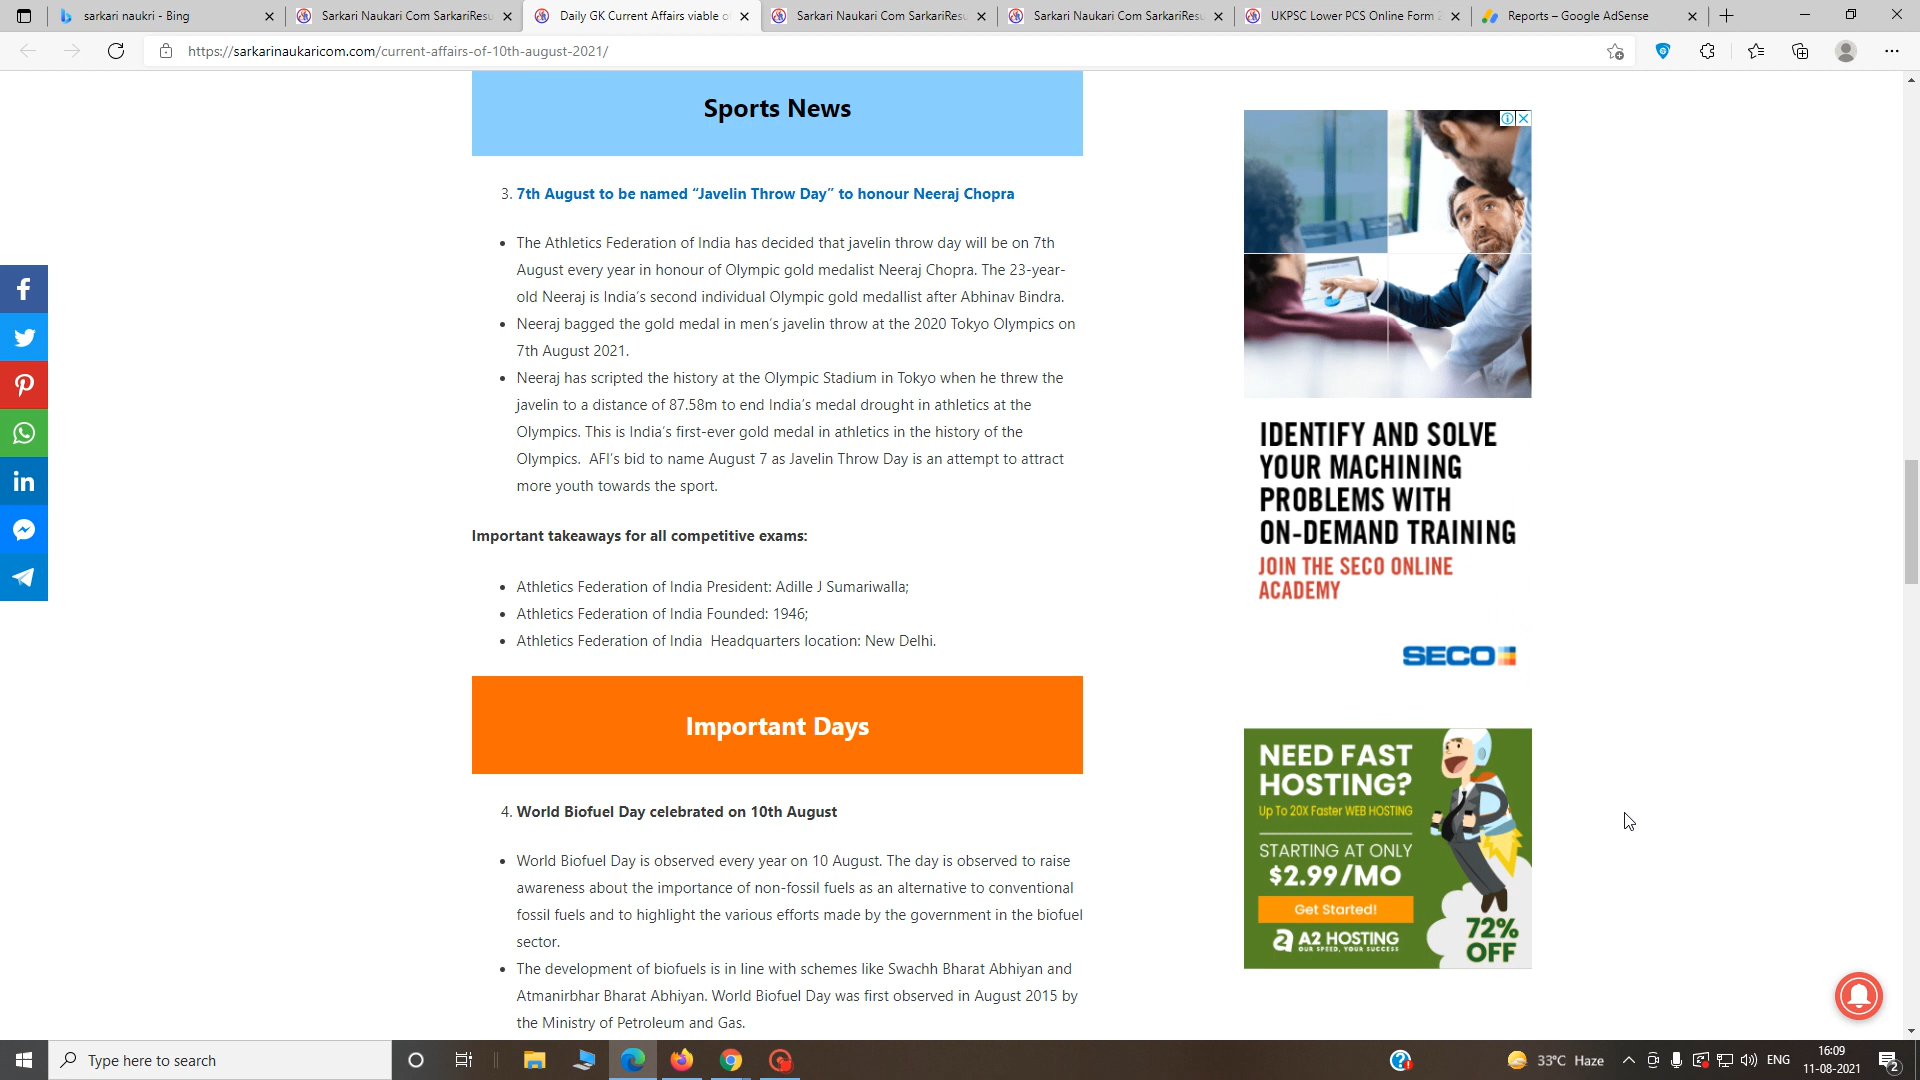 sarkari naukri - Bing
Sarkari Naukari Com SarkariResu
Daily GK Current Affairs viable o
Sarkari Naukari Com SarkariResu
Sarkari Naukari Com SarkariResu
UKPSC Lower PCS Online Form 2
Reports – Google AdSense
https://sarkarinaukaricom.com/current-affairs-of-10th-august-2021/
Sports News
3. 7th August to be named “Javelin Throw Day” to honour Neeraj Chopra
• The Athletics Federation of India has decided that javelin throw day will be on 7th
August every year in honour of Olympic gold medalist Neeraj Chopra. The 23-year-
old Neeraj is India’s second individual Olympic gold medallist after Abhinav Bindra.
• Neeraj bagged the gold medal in men’s javelin throw at the 2020 Tokyo Olympics on
7th August 2021.
• Neeraj has scripted the history at the Olympic Stadium in Tokyo when he threw the
javelin to a distance of 87.58m to end India’s medal drought in athletics at the
Olympics. This is India’s first-ever gold medal in athletics in the history of the
Olympics.  AFI’s bid to name August 7 as Javelin Throw Day is an attempt to attract
more youth towards the sport.
Important takeaways for all competitive exams:
• Athletics Federation of India President: Adille J Sumariwalla;
• Athletics Federation of India Founded: 1946;
• Athletics Federation of India  Headquarters location: New Delhi.
Important Days
4. World Biofuel Day celebrated on 10th August
• World Biofuel Day is observed every year on 10 August. The day is observed to raise
awareness about the importance of non-fossil fuels as an alternative to conventional
fossil fuels and to highlight the various efforts made by the government in the biofuel
sector.
• The development of biofuels is in line with schemes like Swachh Bharat Abhiyan and
Atmanirbhar Bharat Abhiyan. World Biofuel Day was first observed in August 2015 by
the Ministry of Petroleum and Gas.
IDENTIFY AND SOLVE
YOUR MACHINING
PROBLEMS WITH
ON-DEMAND TRAINING
JOIN THE SECO ONLINE
ACADEMY
SECO
NEED FAST
HOSTING?
Up To 20X Faster WEB HOSTING
STARTING AT ONLY
$2.99/MO
Get Started!
A2 HOSTING
OUR SPEED, YOUR SUCCESS
72%
OFF
Type here to search
33°C Haze
ENG
16:09
11-08-2021
2